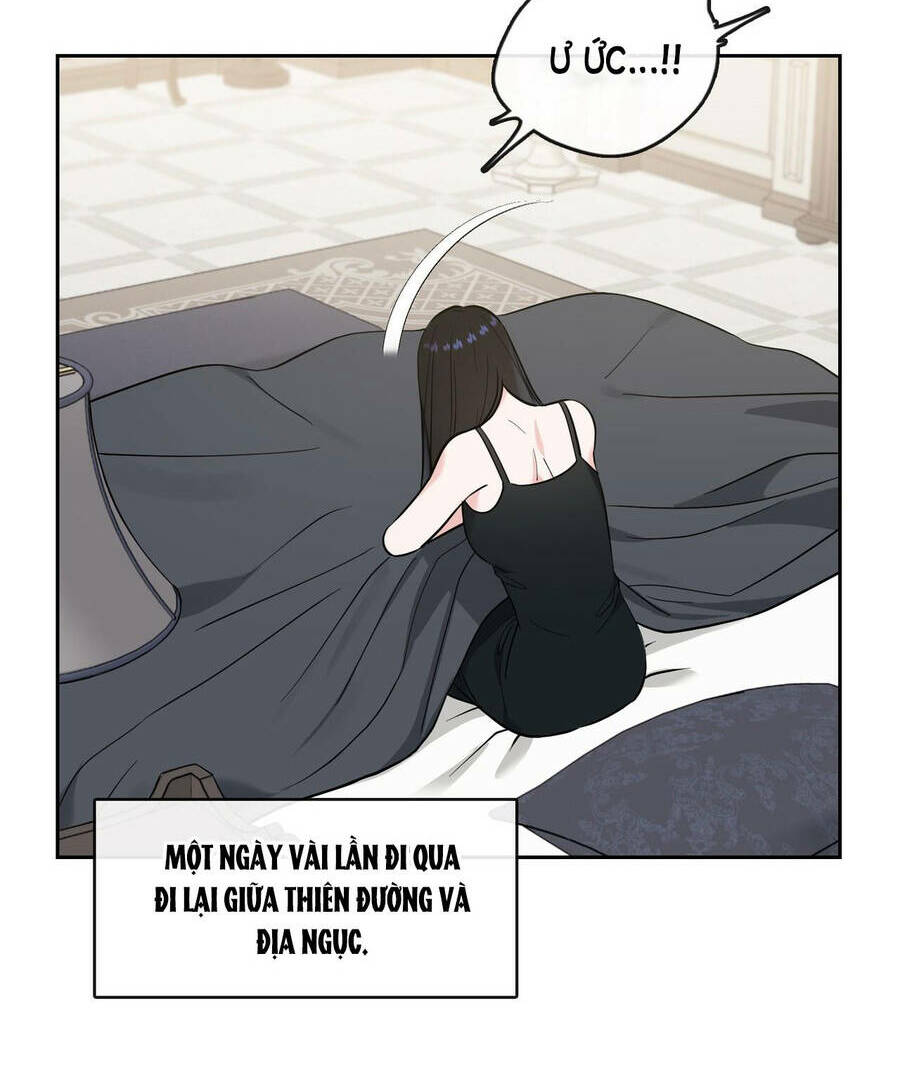 Ư ỨC...!!
MỘT NGÀY VÀI LẦN ĐI QUA
ĐI LẠI GIỮA THIÊN ĐƯỜNG VÀ
ĐỊA NGỤC.